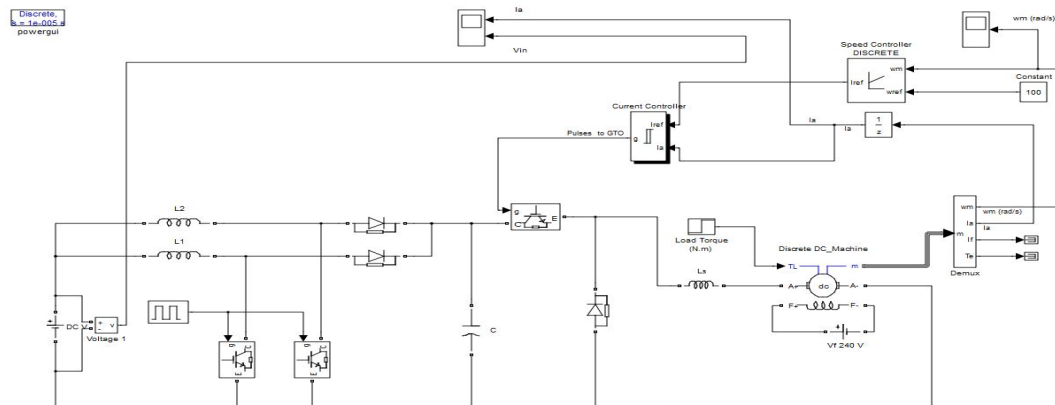 Discrete,
s = 1e-005 s
powergui
Ia
Vin
wm (rad/s)
Speed Controller
DISCRETE
wm
Iref
wref
Constant
100
Current Controller
Iref
g
Ia
Pulses to GTO
Ia
Ia
1
z
L2
L1
g
C
E
Load Torque
(N.m)
Discrete DC_Machine
TL
m
A+
dc
A-
F+
F-
Vf 240 V
Ls
m
wm
Ia
If
Te
wm (rad/s)
Ia
Demux
DC V
v
Voltage 1
C
g
C
E
g
C
E